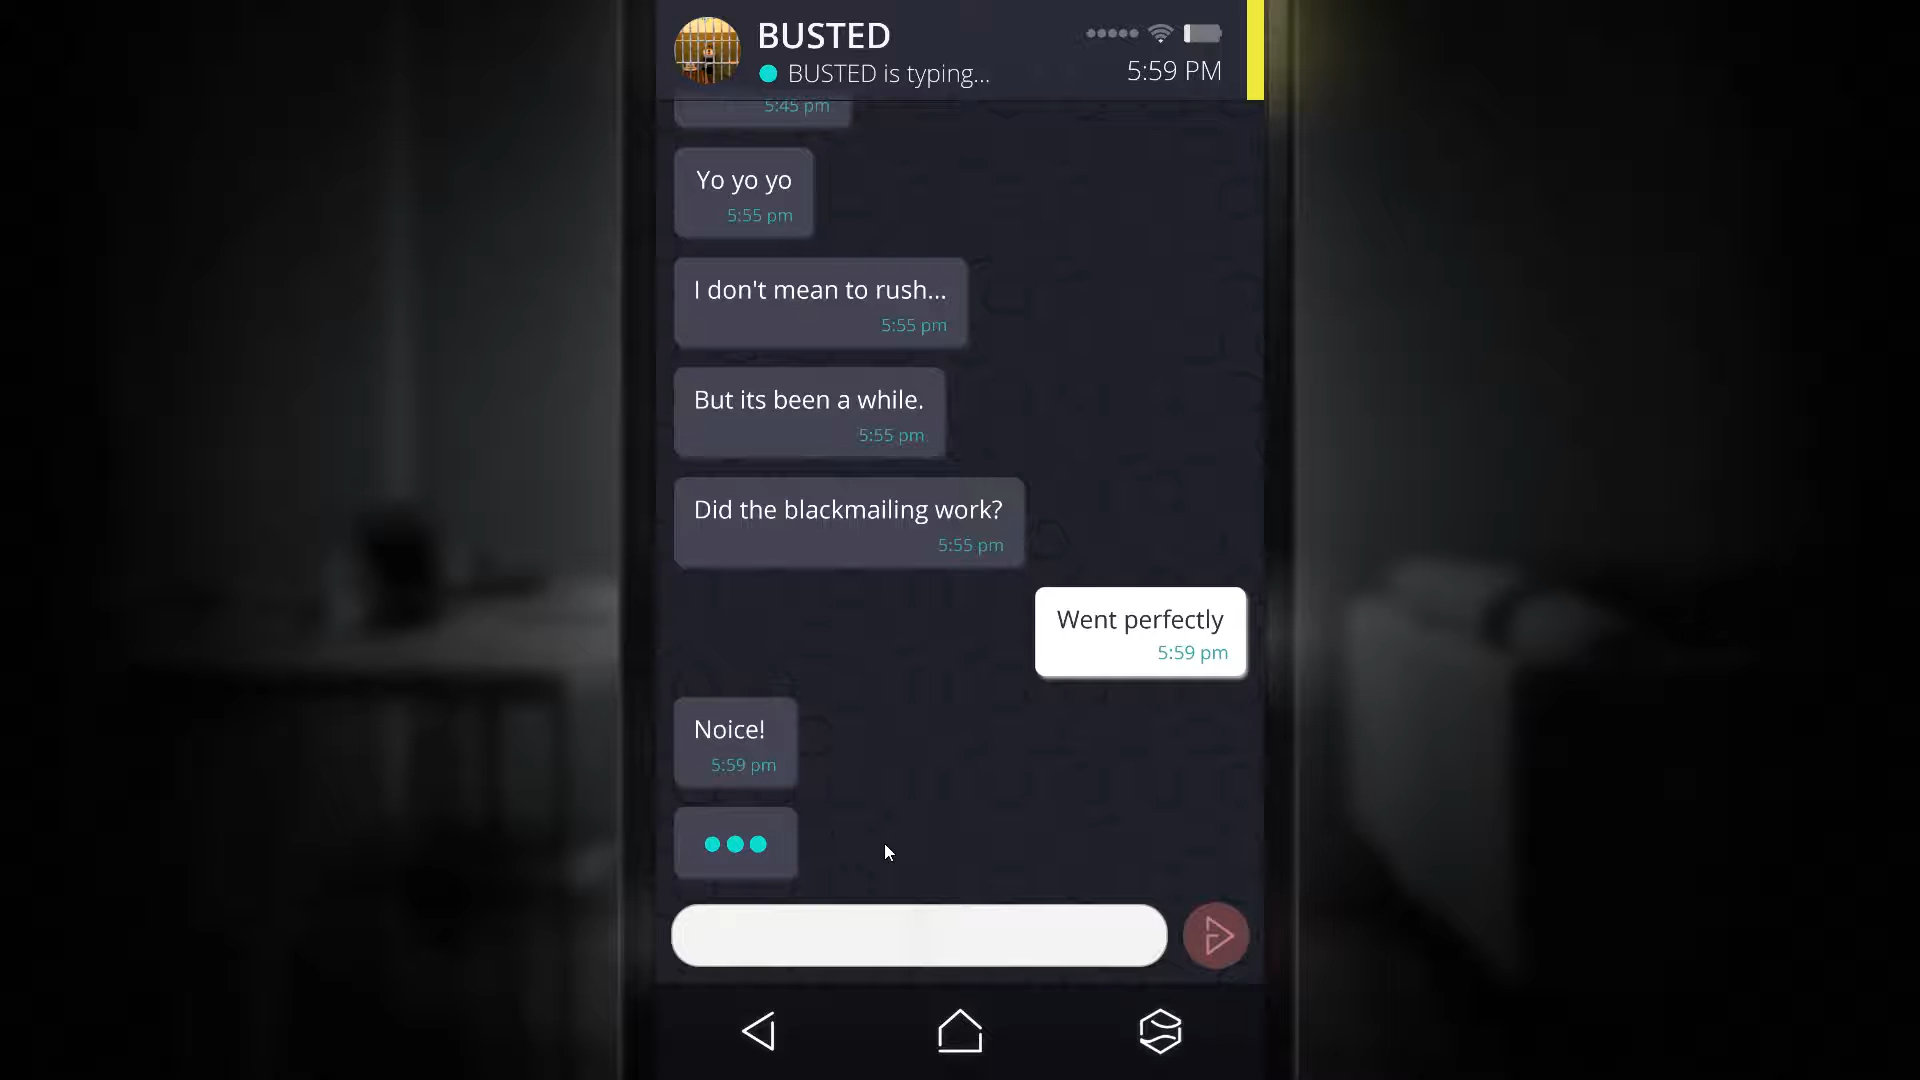 BUSTED
BUSTED is typing...
5:59 PM
5:45 pm
Yo yo yo
5:55 pm
I don't mean to rush...
5:55 pm
But its been a while.
5:55 pm
Did the blackmailing work?
5:55 pm
Went perfectly
5:59 pm
Noice!
5:59 pm